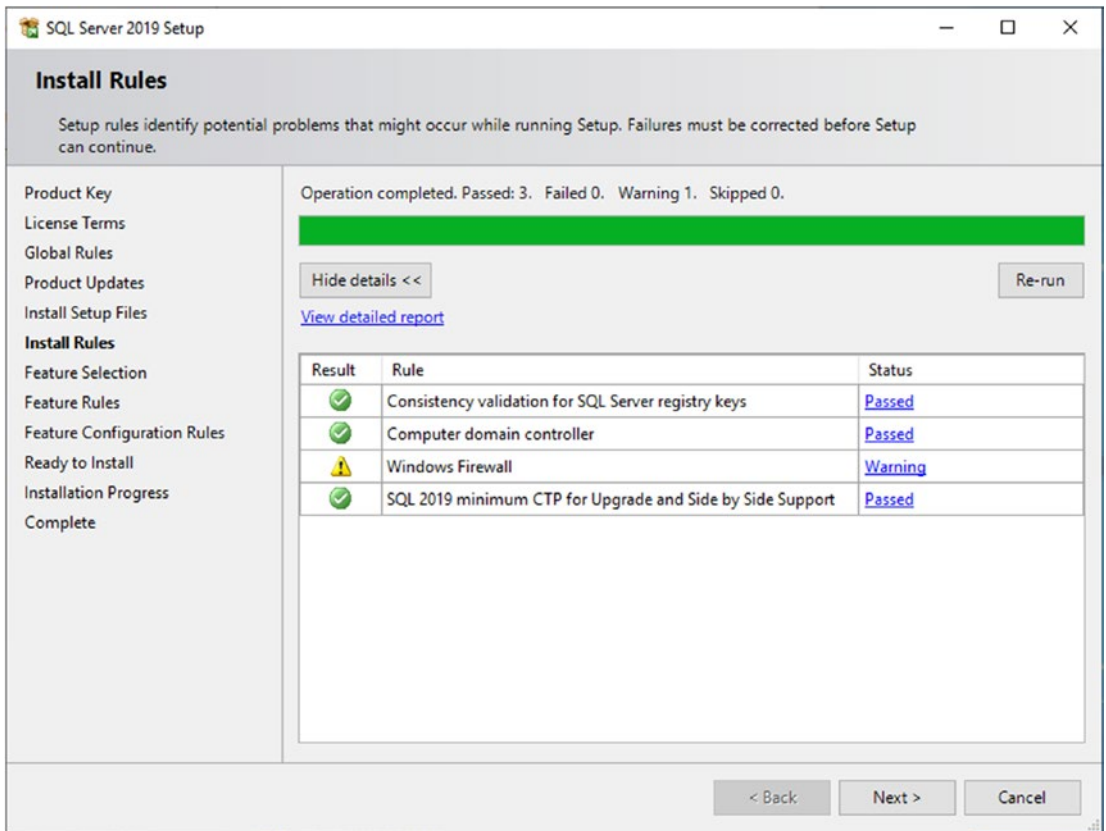 SQL Server 2019 Setup
Install Rules
Setup rules identify potential problems that might occur while running Setup. Failures must be corrected before Setup
can continue.
Product Key
License Terms
Global Rules
Product Updates
Install Setup Files
Install Rules
Feature Selection
Feature Rules
Feature Configuration Rules
Ready to Install
Installation Progress
Complete
Operation completed. Passed: 3. Failed 0. Warning 1. Skipped 0.
Hide details << Re-run
View detailed report
Result Rule Status
Consistency validation for SQL Server registry keys Passed
Computer domain controller Passed
Windows Firewall Warning
SQL 2019 minimum CTP for Upgrade and Side by Side Support Passed
< Back Next > Cancel